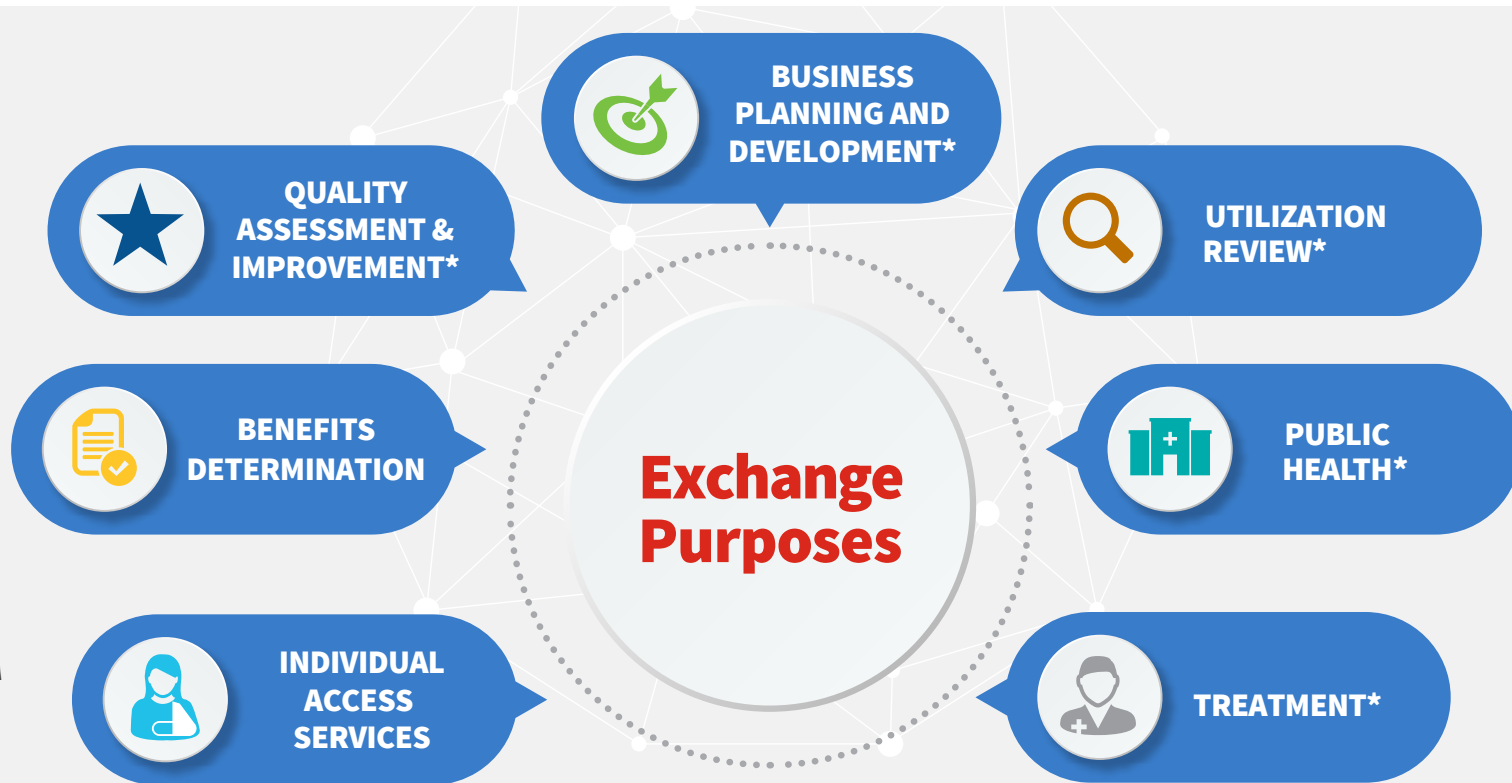 BUSINESS
PLANNING AND
DEVELOPMENT*
QUALITY
ASSESSMENT &
IMPROVEMENT*
UTILIZATION
REVIEW*
BENEFITS
DETERMINATION
Exchange
Purposes
PUBLIC
HEALTH*
INDIVIDUAL
ACCESS
SERVICES
TREATMENT*